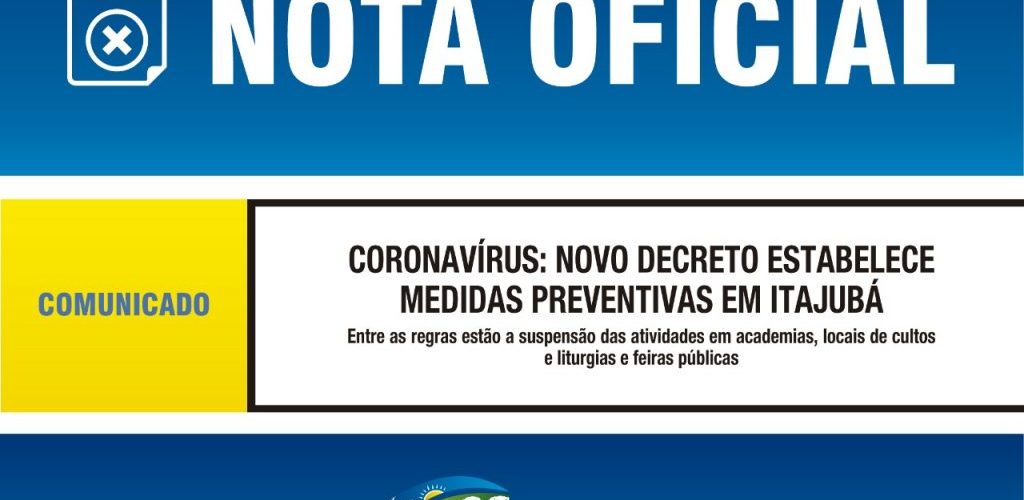 NOTA OFICIAL
COMUNICADO
CORONAVÍRUS: NOVO DECRETO ESTABELECE
MEDIDAS PREVENTIVAS EM ITAJUBÁ
Entre as regras estão a suspensão das atividades em academias, locais de cultos
e liturgias e feiras públicas